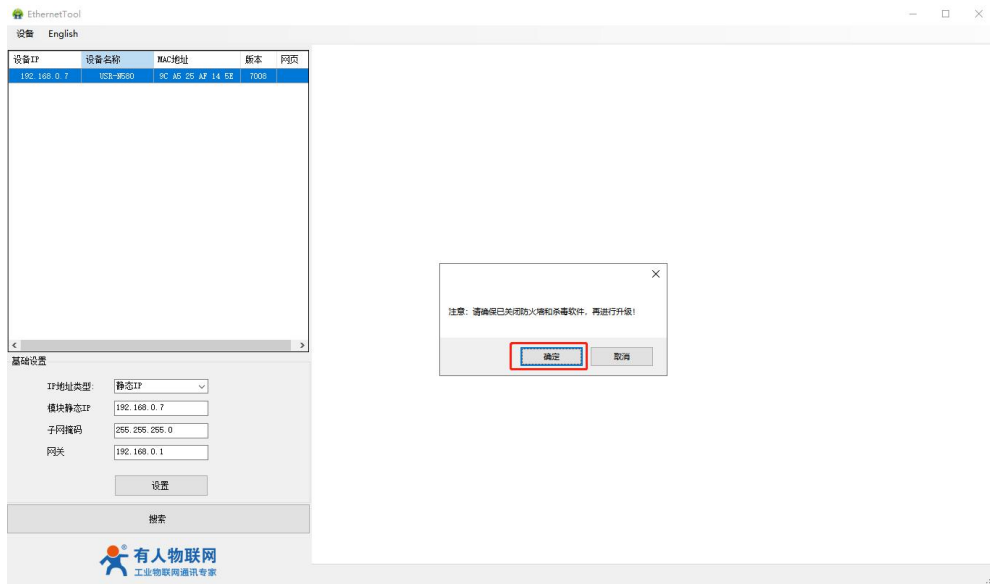 EthernetTool
设备 English
设备IP 设备名称 MAC地址 版本 网页
192.168.0.7 USR-N580 9C A5 25 AF 14 5E 7008
注意：请确保已关闭防火墙和杀毒软件，再进行升级！
确定 取消
基础设置
IP地址类型: 静态IP
模块静态IP 192.168.0.7
子网掩码 255.255.255.0
网关 192.168.0.1
设置
搜索
有人物联网
工业物联网通讯专家